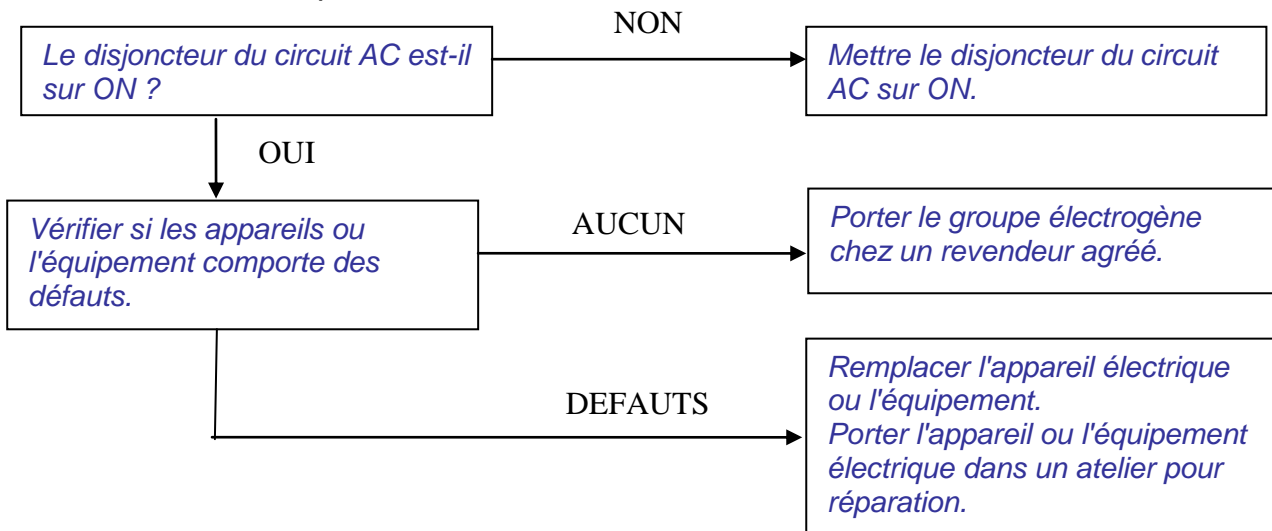 NON
Le disjoncteur du circuit AC est-il
sur ON ?
Mettre le disjoncteur du circuit
AC sur ON.
OUI
Vérifier si les appareils ou
l'équipement comporte des
défauts.
AUCUN
Porter le groupe électrogène
chez un revendeur agréé.
DEFAUTS
Remplacer l'appareil électrique
ou l'équipement.
Porter l'appareil ou l'équipement
électrique dans un atelier pour
réparation.